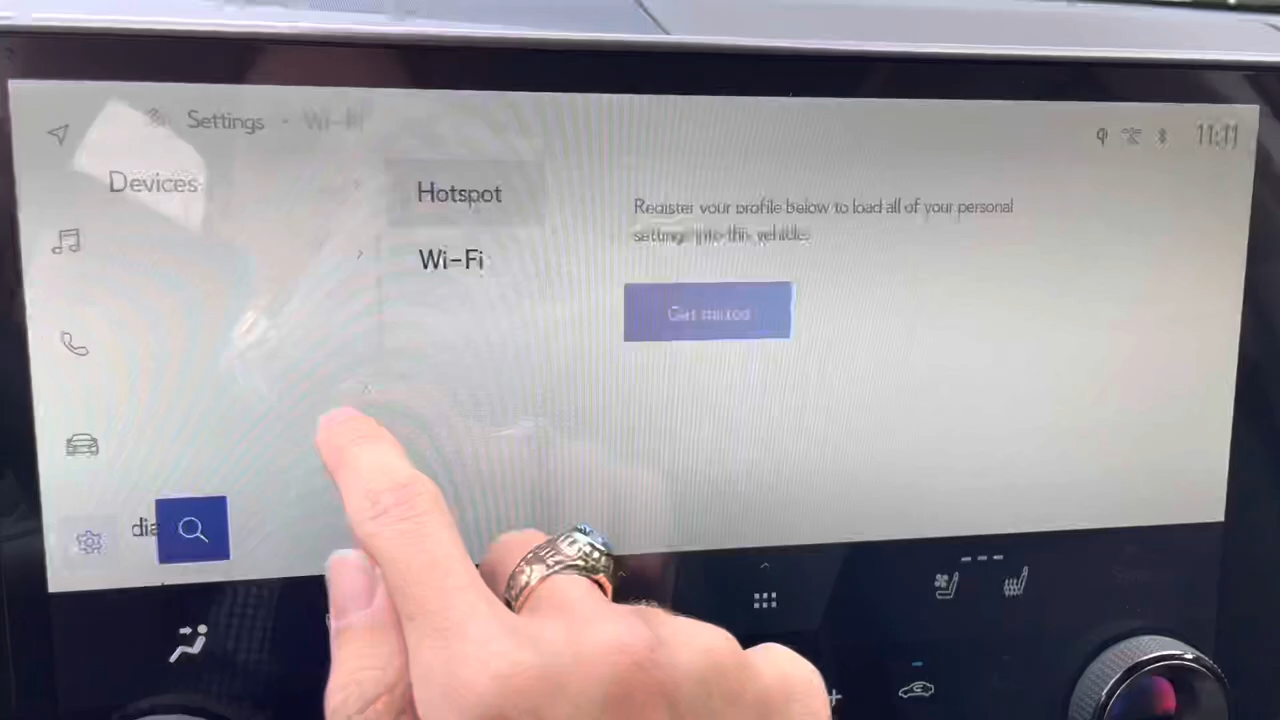 Settings · Wi-Fi
11:11
Devices
Hotspot
Wi-Fi
Register your profile below to load all of your personal
settings into this vehicle.
Get started
dia